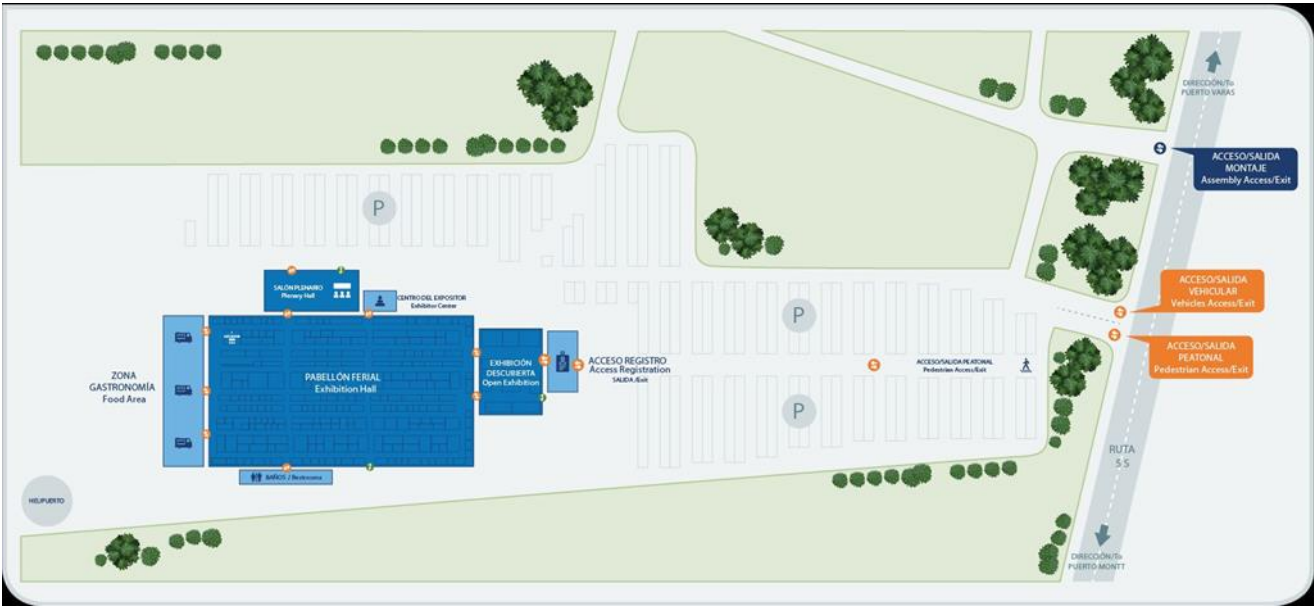 DIRECCIÓN/To
PUERTO VARAS
ACCESO/SALIDA
MONTAJE
Assembly Access/Exit
P
SALÓN PLENARIO
Plenary Hall
CENTRO DEL EXPOSITOR
Exhibitor Center
ACCESO/SALIDA
VEHICULAR
Vehicles Access/Exit
P
ACCESO/SALIDA
PEATONAL
Pedestrian Access/Exit
ZONA
GASTRONOMÍA
Food Area
PABELLÓN FERIAL
Exhibition Hall
EXHIBICIÓN
DESCUBIERTA
Open Exhibition
ACCESO REGISTRO
Access Registration
SALIDA /Exit
ACCESO/SALIDA PEATONAL
Pedestrian Access/Exit
P
RUTA
5 S
BAÑOS / Restrooms
HELIPUERTO
DIRECCIÓN/To
PUERTO MONTT